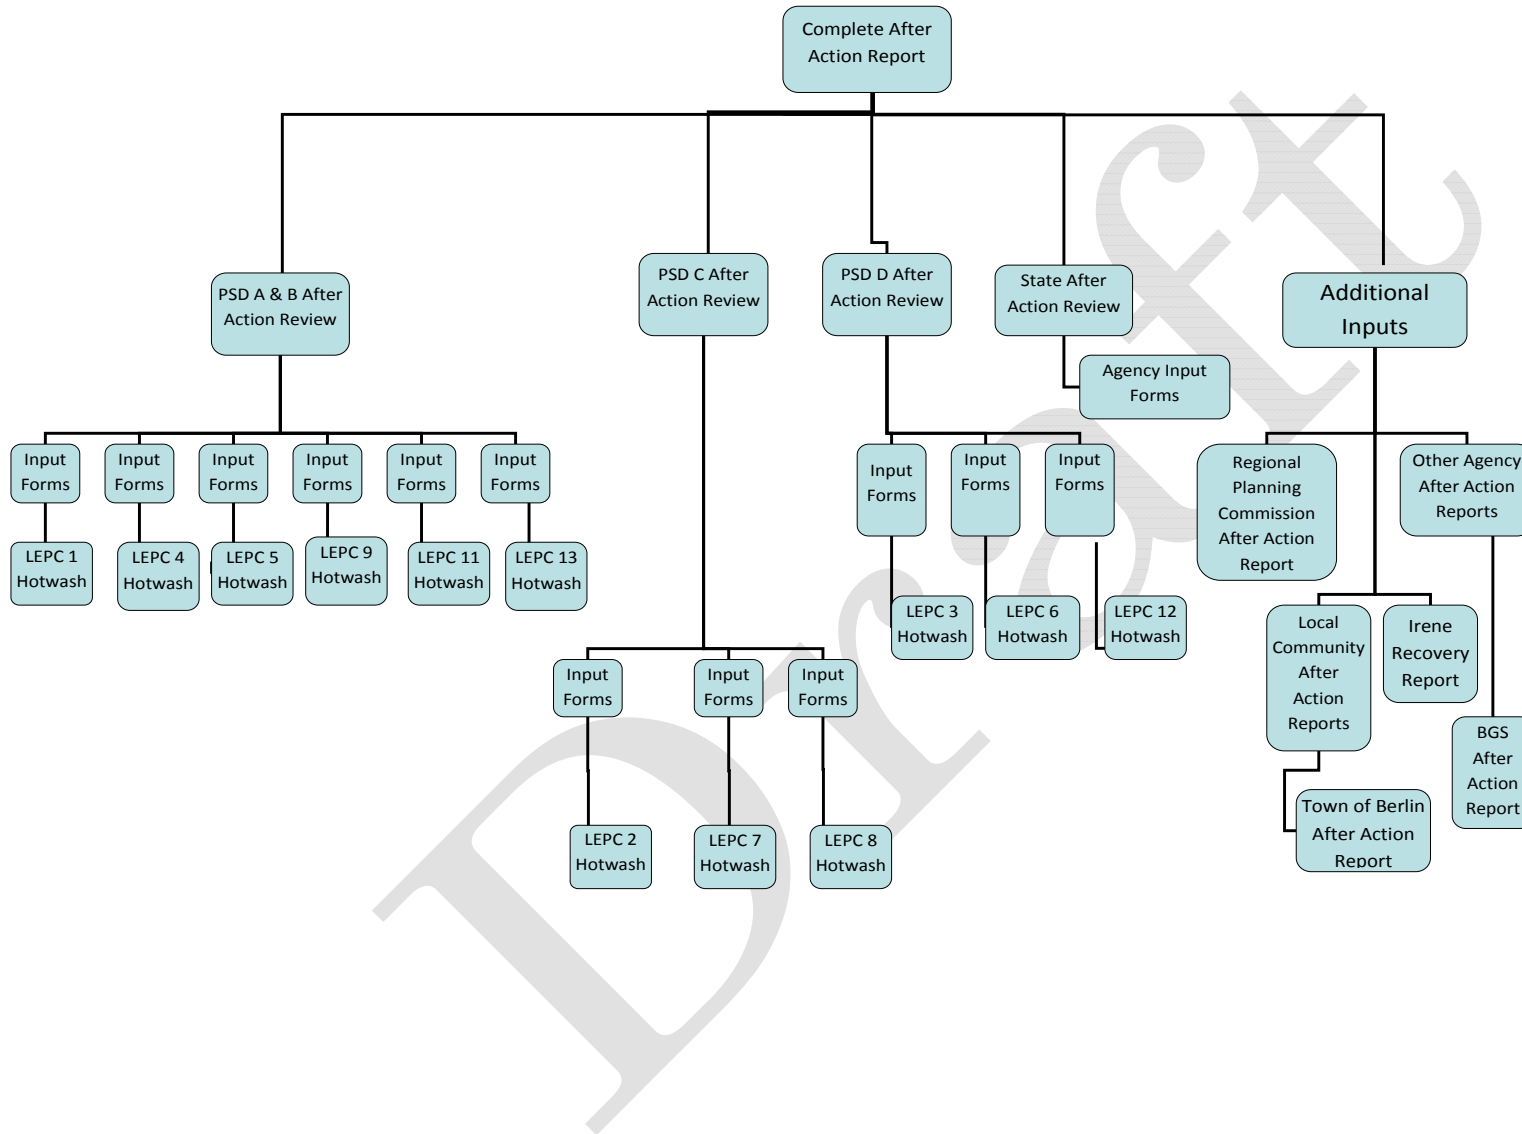 Complete After
Action Report
PSD A & B After
Action Review
PSD C After
Action Review
PSD D After
Action Review
State After
Action Review
Additional
Inputs
Agency Input
Forms
Input
Forms
Input
Forms
Input
Forms
Input
Forms
Input
Forms
Input
Forms
LEPC 1
Hotwash
LEPC 4
Hotwash
LEPC 5
Hotwash
LEPC 9
Hotwash
LEPC 11
Hotwash
LEPC 13
Hotwash
Input
Forms
Input
Forms
Input
Forms
LEPC 2
Hotwash
LEPC 7
Hotwash
LEPC 8
Hotwash
Input
Forms
Input
Forms
Input
Forms
LEPC 3
Hotwash
LEPC 6
Hotwash
LEPC 12
Hotwash
Regional
Planning
Commission
After Action
Report
Other Agency
After Action
Reports
Local
Community
After
Action
Reports
Irene
Recovery
Report
BGS
After
Action
Report
Town of Berlin
After Action
Report
Draft